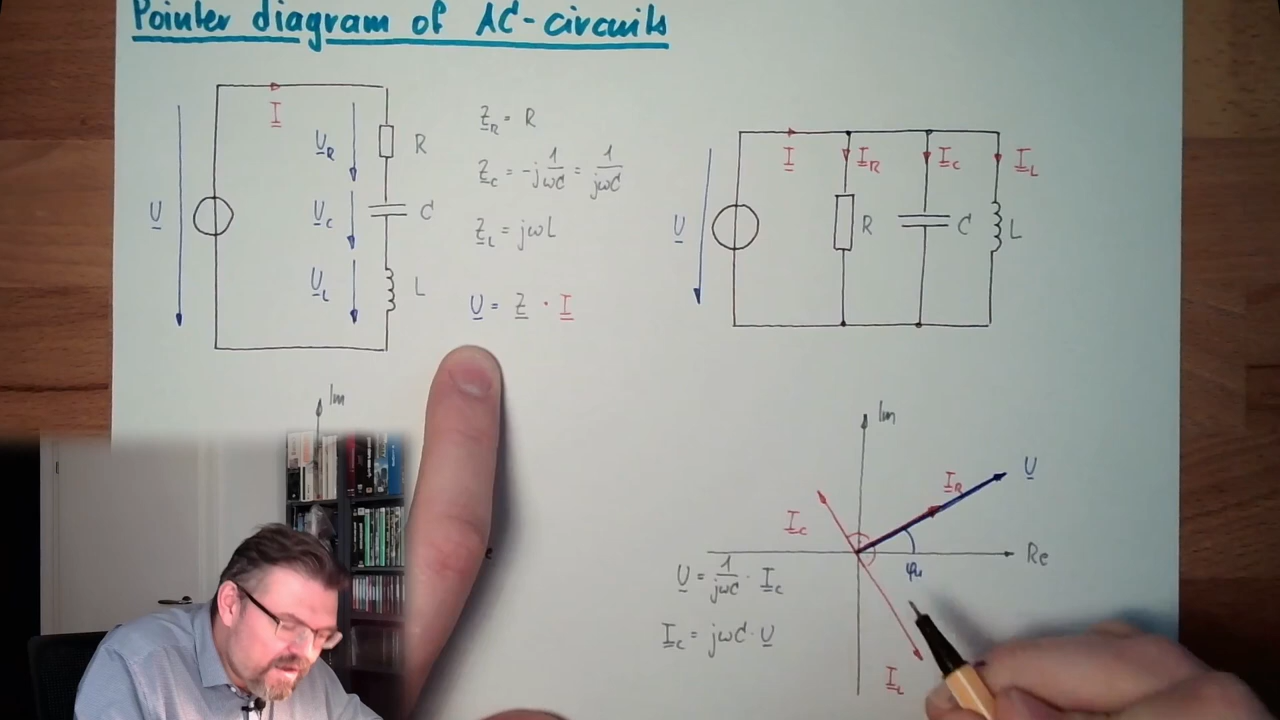 Pointer diagram of AC-circuits
I
U
U_R
R
U_C
C
U_L
L
Z_R = R
Z_C = -j 1/ωC = 1/jωC
Z_L = jωL
U = Z · I
I
I_R
I_C
I_L
U
R
C
L
Im
Im
U
I_R
I_C
Re
φu
U = 1/jωC · I_C
I_C = jωC · U
I_L